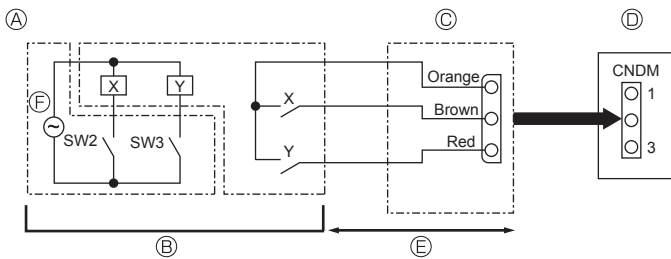 Ⓐ Ⓒ Ⓓ
CNDM
Orange
X Y
Ⓕ
X
1
Brown
SW2 SW3
Y
Red
3
Ⓑ Ⓔ